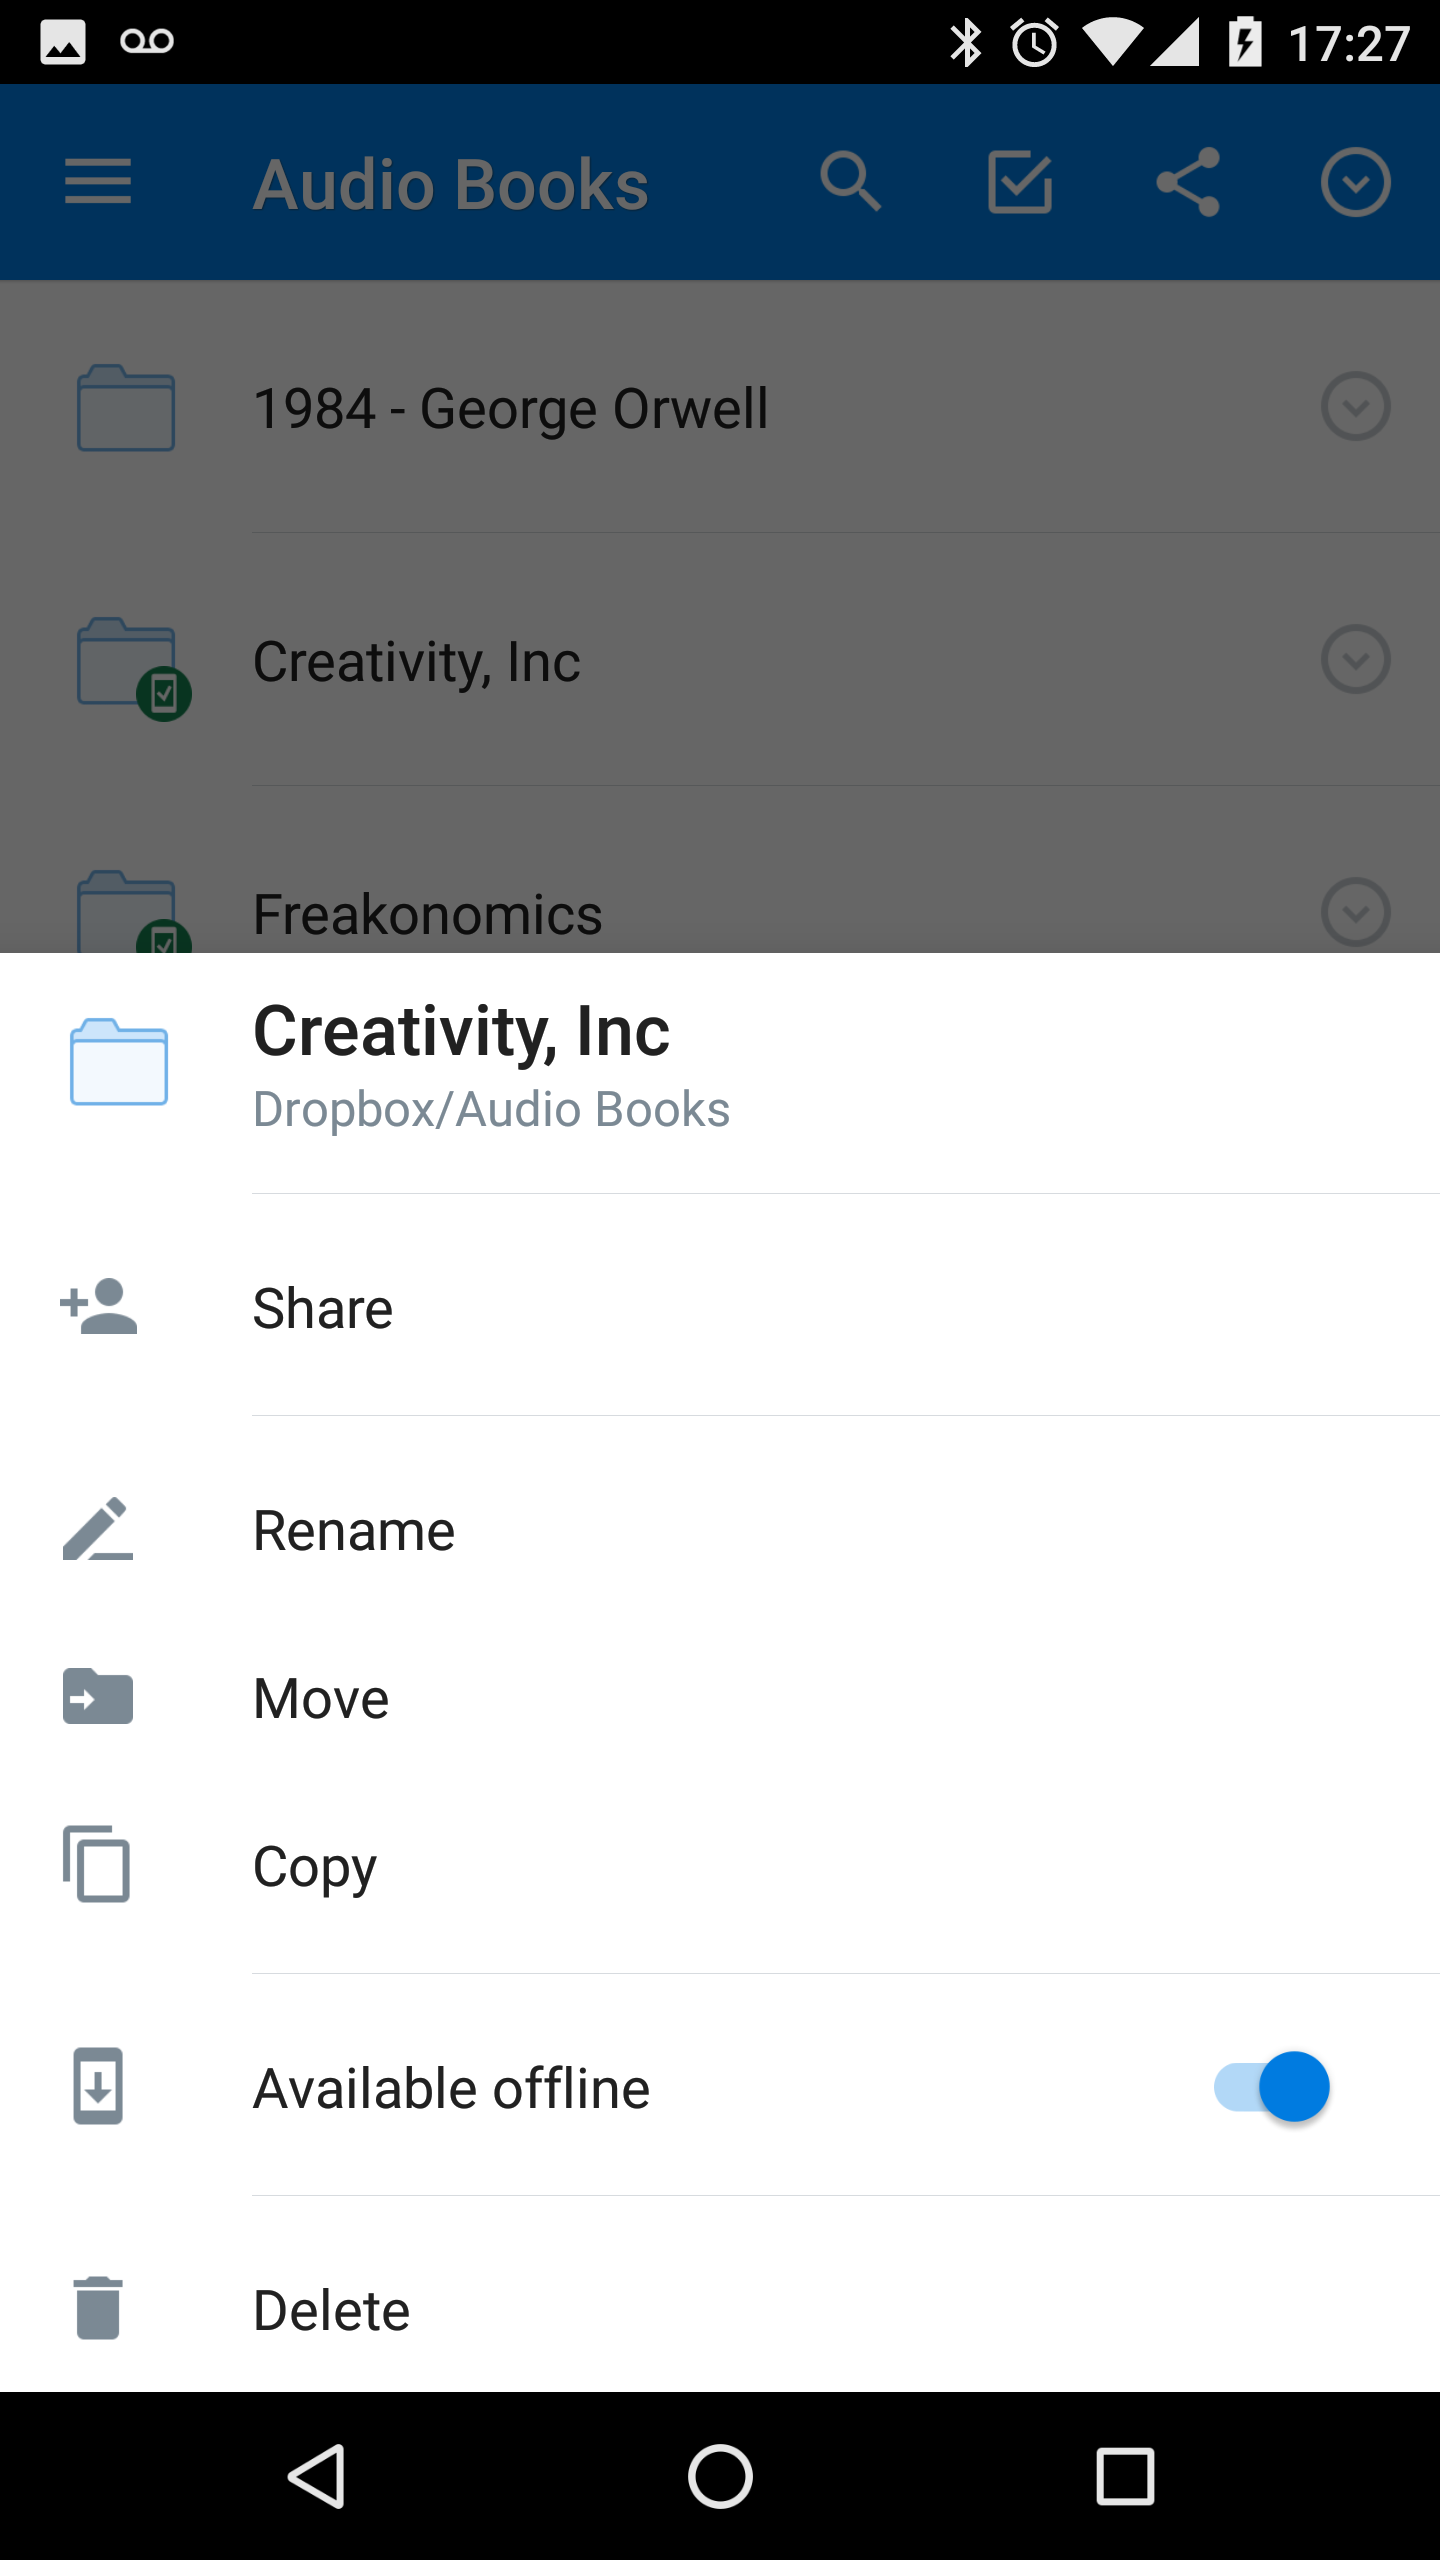 17:27
Audio Books
1984 - George Orwell
Creativity, Inc
Freakonomics
Creativity, Inc
Dropbox/Audio Books
Share
Rename
Move
Copy
Available offline
Delete